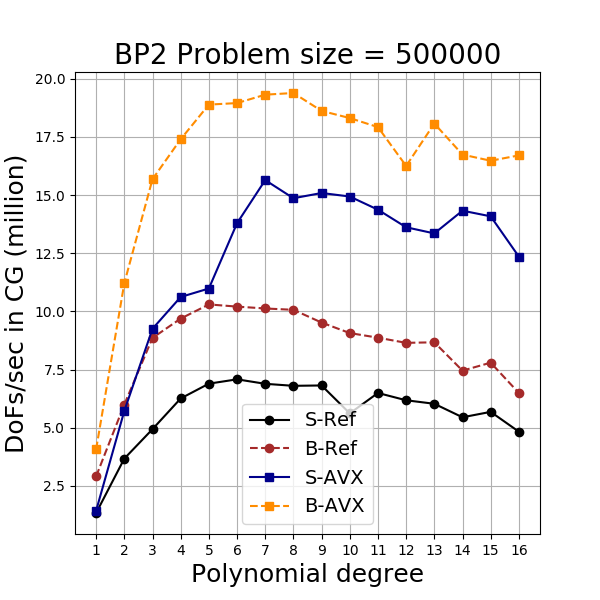 BP2 Problem size = 500000
DoFs/sec in CG (million)
20.0
17.5
15.0
12.5
10.0
7.5
5.0
2.5
S-Ref
B-Ref
S-AVX
B-AVX
1 2 3 4 5 6 7 8 9 10 11 12 13 14 15 16
Polynomial degree